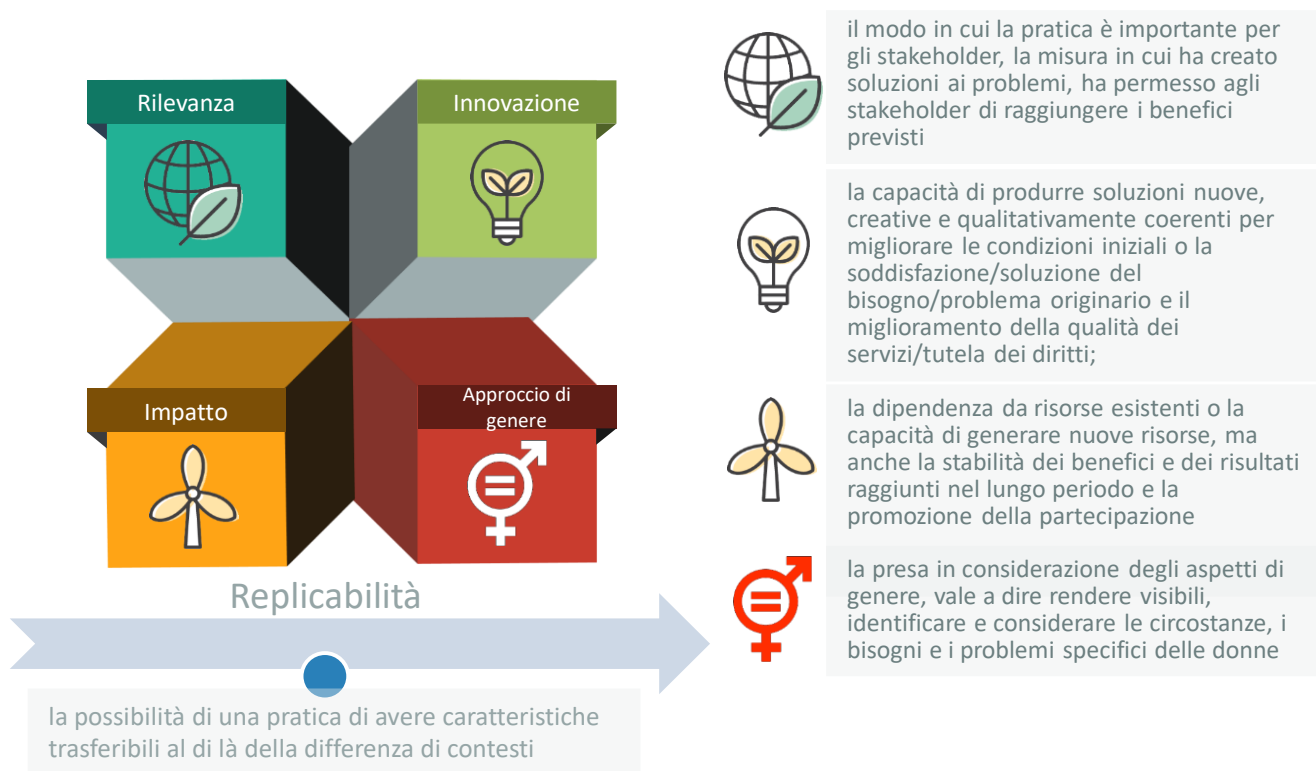 Rilevanza
Innovazione
Impatto
Approccio di
genere
Replicabilità
la possibilità di una pratica di avere caratteristiche
trasferibili al di là della differenza di contesti
il modo in cui la pratica è importante per
gli stakeholder, la misura in cui ha creato
soluzioni ai problemi, ha permesso agli
stakeholder di raggiungere i benefici
previsti
la capacità di produrre soluzioni nuove,
creative e qualitativamente coerenti per
migliorare le condizioni iniziali o la
soddisfazione/soluzione del
bisogno/problema originario e il
miglioramento della qualità dei
servizi/tutela dei diritti;
la dipendenza da risorse esistenti o la
capacità di generare nuove risorse, ma
anche la stabilità dei benefici e dei risultati
raggiunti nel lungo periodo e la
promozione della partecipazione
la presa in considerazione degli aspetti di
genere, vale a dire rendere visibili,
identificare e considerare le circostanze, i
bisogni e i problemi specifici delle donne